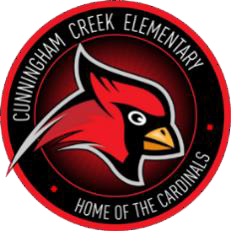 CUNNINGHAM CREEK ELEMENTARY
HOME OF THE CARDINALS